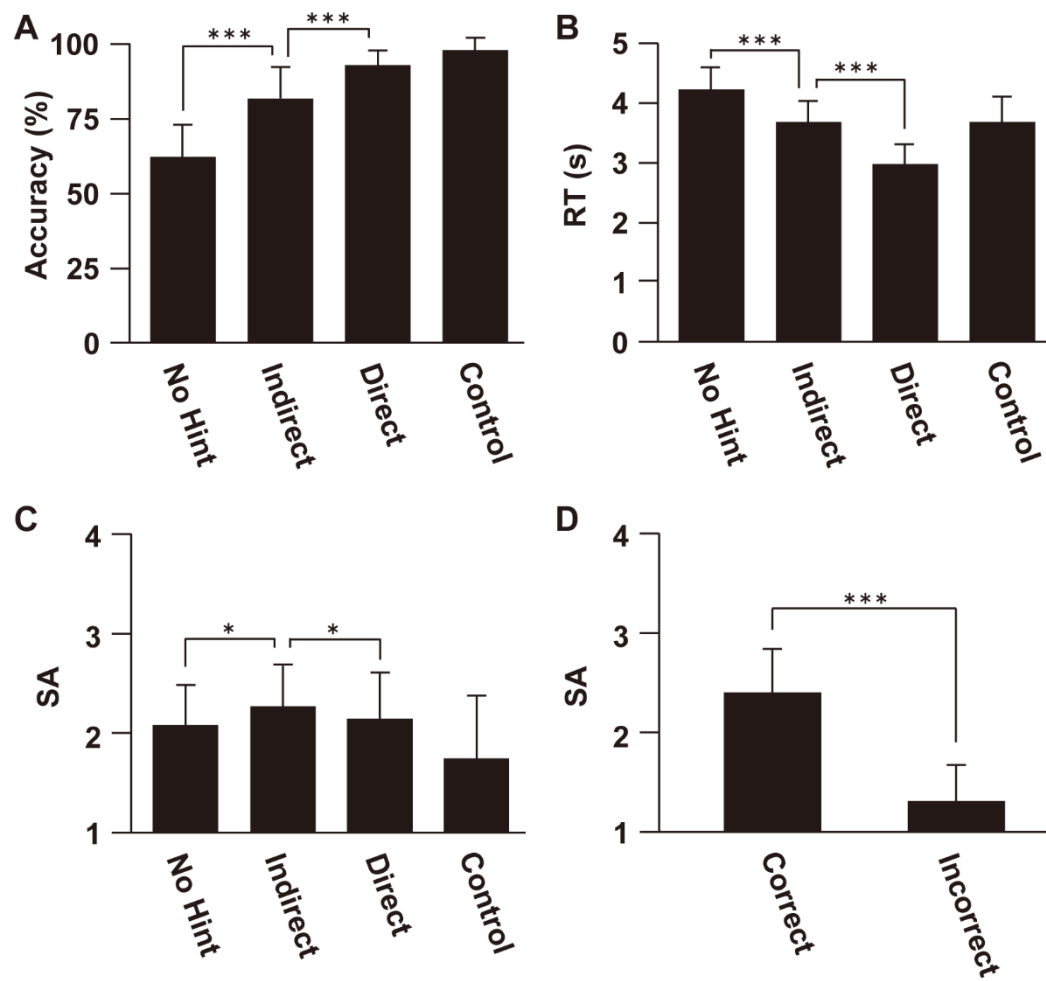 A
Accuracy (%)
100
75
50
25
0
***
***
No Hint
Indirect
Direct
Control
B
RT (s)
5
4
3
2
1
0
***
***
No Hint
Indirect
Direct
Control
C
SA
4
3
2
1
*
*
No Hint
Indirect
Direct
Control
D
SA
4
3
2
1
***
Correct
Incorrect